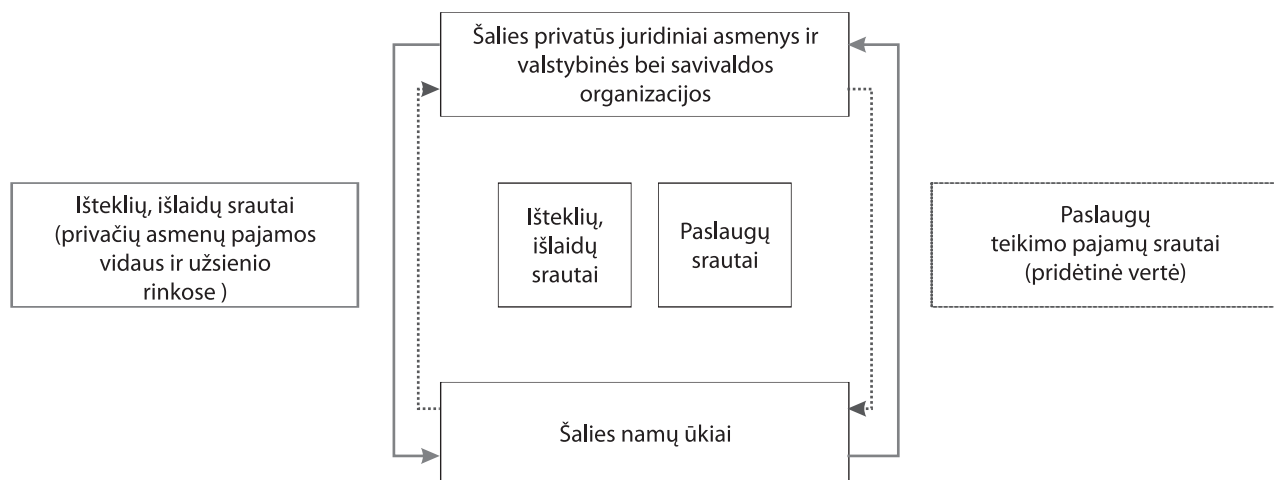 Šalies privatūs juridiniai asmenys ir
valstybinės bei savivaldos
organizacijos
Išteklių, išlaidų srautai
(privačių asmenų pajamos
vidaus ir užsienio
rinkose )
Išteklių,
išlaidų
srautai
Paslaugų
srautai
Paslaugų
teikimo pajamų srautai
(pridėtinė vertė)
Šalies namų ūkiai